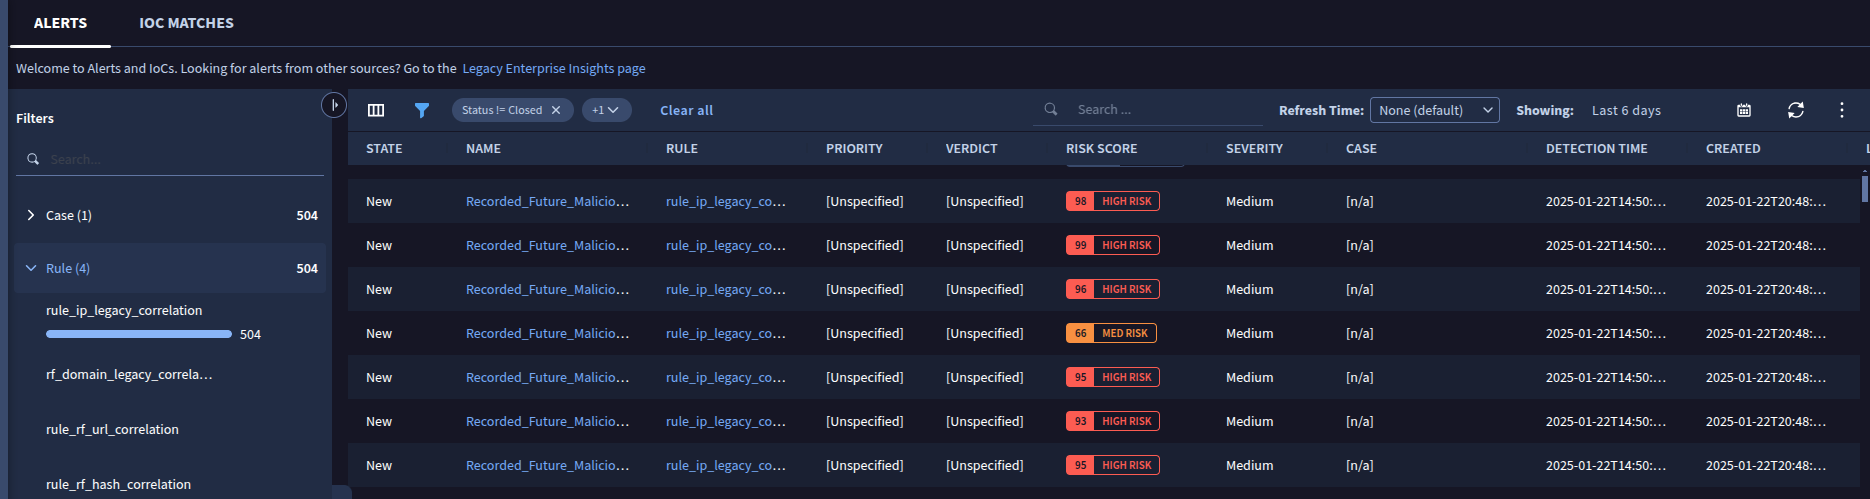 ALERTS IOC MATCHES
Welcome to Alerts and IoCs. Looking for alerts from other sources? Go to the Legacy Enterprise Insights page
Filters
Search...
Case (1) 504
Rule (4) 504
rule_ip_legacy_correlation
504
rf_domain_legacy_correla...
rule_rf_url_correlation
rule_rf_hash_correlation
Status != Closed +1 Clear all Search ... Refresh Time: None (default) Showing: Last 6 days
STATE NAME RULE PRIORITY VERDICT RISK SCORE SEVERITY CASE DETECTION TIME CREATED L
New Recorded_Future_Malicio... rule_ip_legacy_co... [Unspecified] [Unspecified] 98 HIGH RISK Medium [n/a] 2025-01-22T14:50:... 2025-01-22T20:48:...
New Recorded_Future_Malicio... rule_ip_legacy_co... [Unspecified] [Unspecified] 99 HIGH RISK Medium [n/a] 2025-01-22T14:50:... 2025-01-22T20:48:...
New Recorded_Future_Malicio... rule_ip_legacy_co... [Unspecified] [Unspecified] 96 HIGH RISK Medium [n/a] 2025-01-22T14:50:... 2025-01-22T20:48:...
New Recorded_Future_Malicio... rule_ip_legacy_co... [Unspecified] [Unspecified] 66 MED RISK Medium [n/a] 2025-01-22T14:50:... 2025-01-22T20:48:...
New Recorded_Future_Malicio... rule_ip_legacy_co... [Unspecified] [Unspecified] 95 HIGH RISK Medium [n/a] 2025-01-22T14:50:... 2025-01-22T20:48:...
New Recorded_Future_Malicio... rule_ip_legacy_co... [Unspecified] [Unspecified] 93 HIGH RISK Medium [n/a] 2025-01-22T14:50:... 2025-01-22T20:48:...
New Recorded_Future_Malicio... rule_ip_legacy_co... [Unspecified] [Unspecified] 95 HIGH RISK Medium [n/a] 2025-01-22T14:50:... 2025-01-22T20:48:...